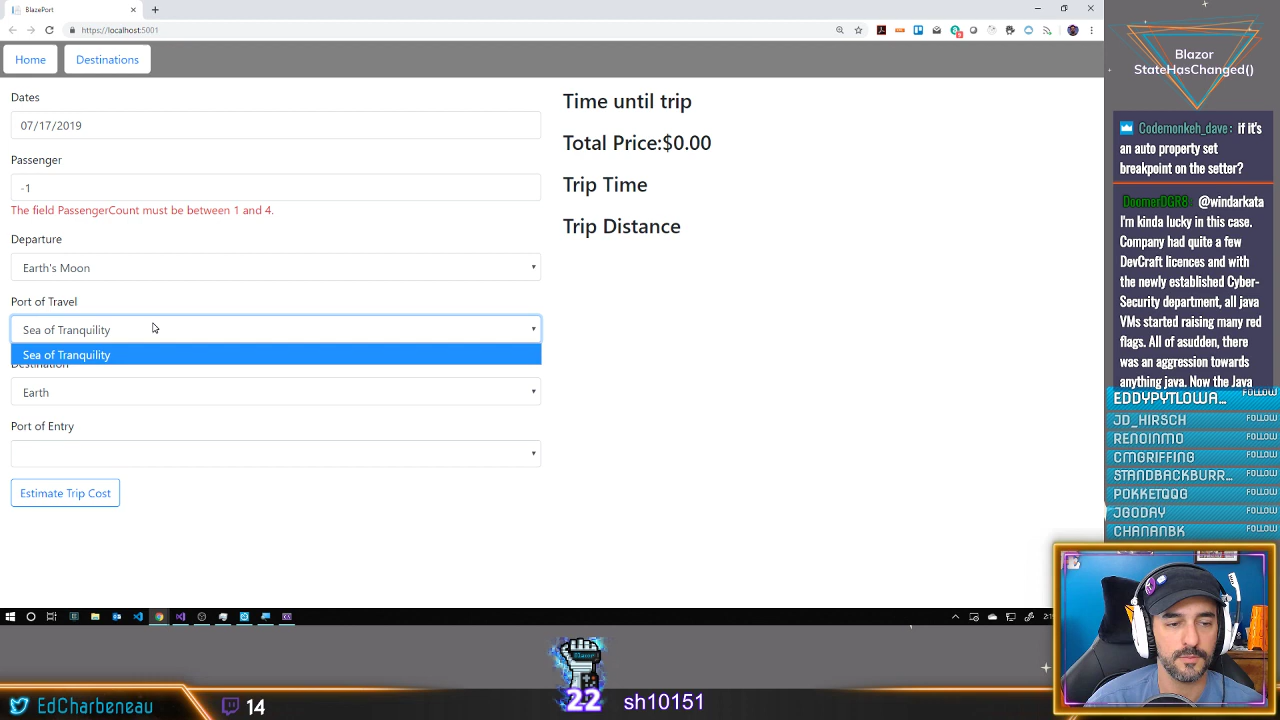 BlazePort
https://localhost:5001
Home
Destinations
Dates
07/17/2019
Passenger
-1
The field PassengerCount must be between 1 and 4.
Departure
Earth's Moon
Port of Travel
Sea of Tranquility
Sea of Tranquility
Earth
Port of Entry
Estimate Trip Cost
Time until trip
Total Price:$0.00
Trip Time
Trip Distance
Blazor
StateHasChanged()
Codemonkeh_dave: if it's
an auto property set
breakpoint on the setter?
DoomerDGR8: @windarkata
I'm kinda lucky in this case.
Company had quite a few
DevCraft licences and with
the newly established Cyber-
Security department, all java
VMs started raising many red
flags. All of asudden, there
was an aggression towards
anything java. Now the Java
EDDYPYTLOWA... FOLLOW
JD_HIRSCH FOLLOW
RENOINMO FOLLOW
CMGRIFFING FOLLOW
STANDBACKBURR... FOLLOW
POKKETQQG FOLLOW
JGODAY FOLLOW
CHANANBK FOLLOW
Blazor
22
sh10151
EdCharbeneau
14